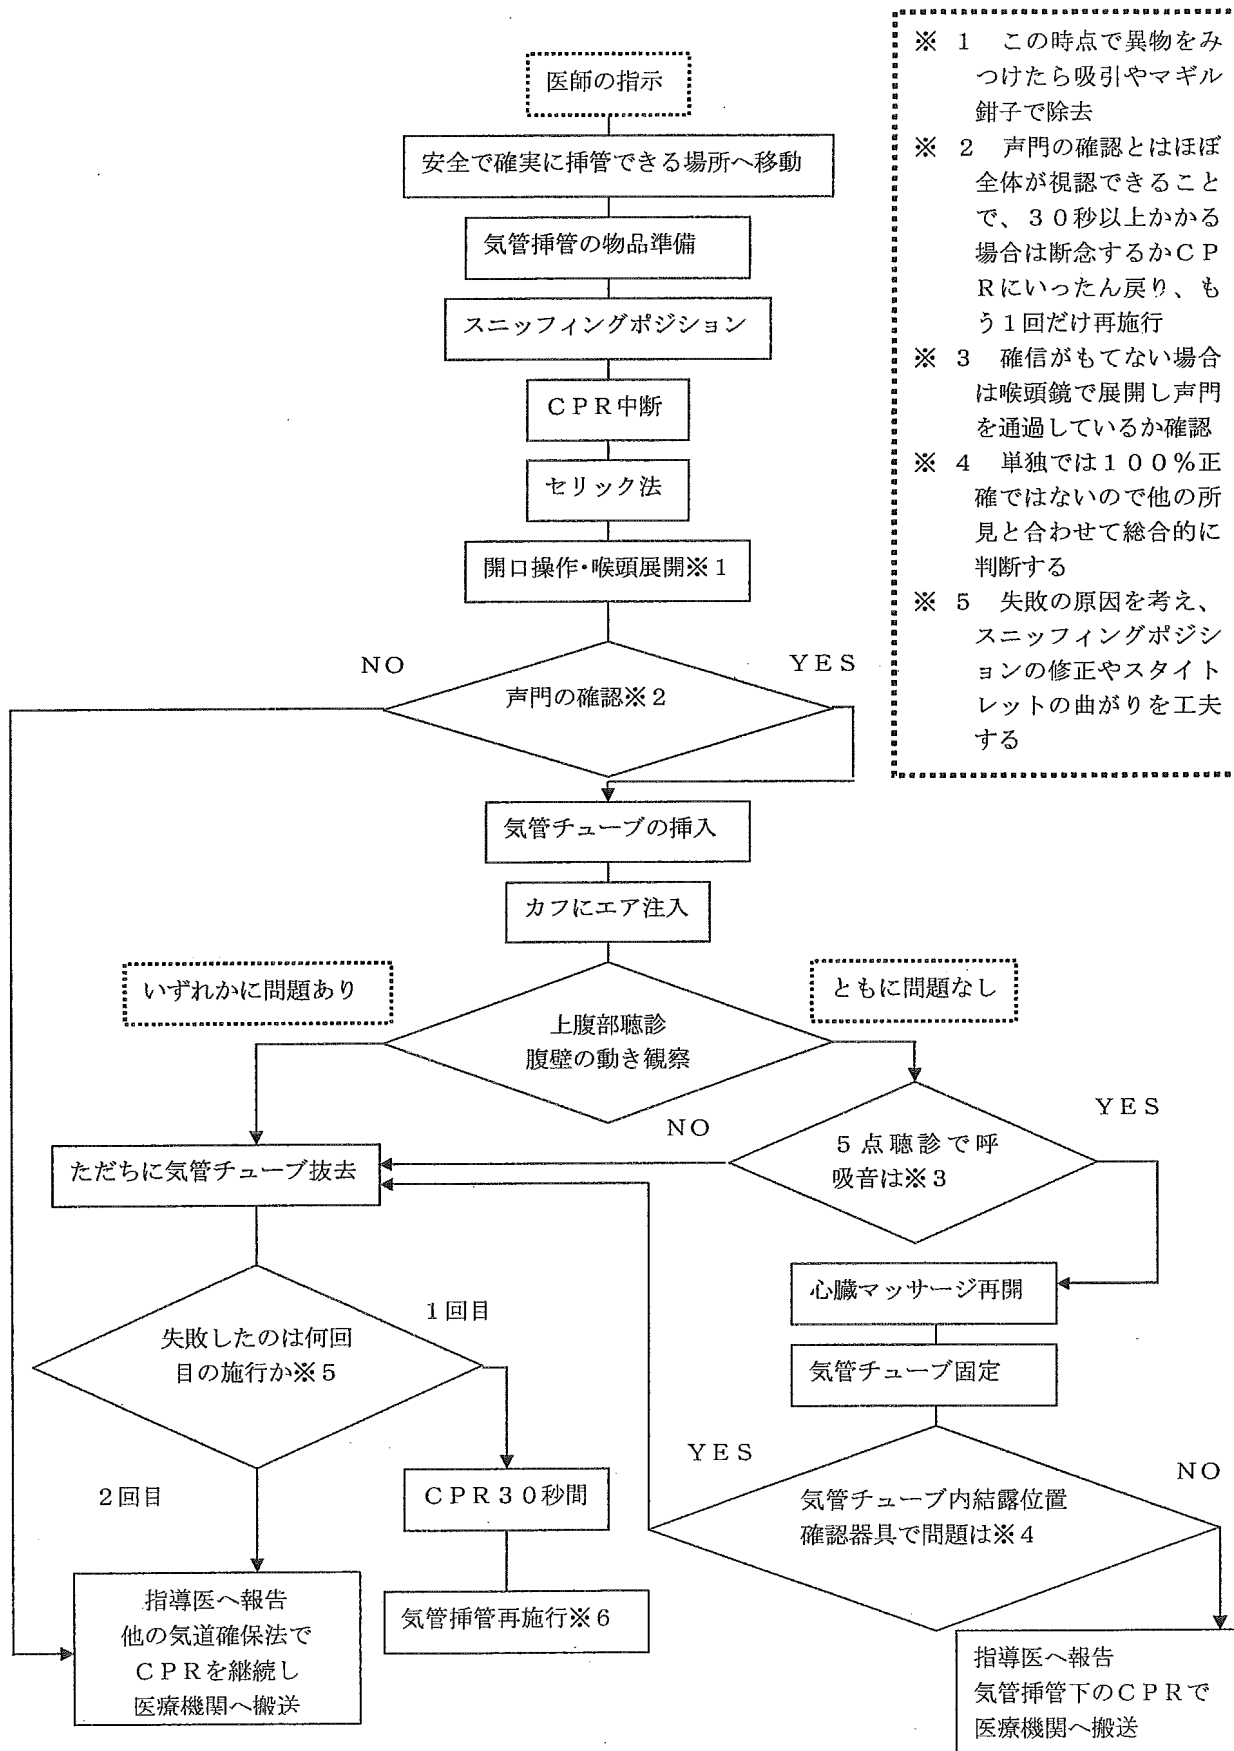 医師の指示
安全で確実に挿管できる場所へ移動
気管挿管の物品準備
スニッフィングポジション
CPR中断
セリック法
開口操作・喉頭展開※1
NO
YES
声門の確認※2
気管チューブの挿入
カフにエア注入
いずれかに問題あり
ともに問題なし
上腹部聴診
腹壁の動き観察
NO
YES
ただちに気管チューブ抜去
5点聴診で呼
吸音は※3
心臓マッサージ再開
1回目
失敗したのは何回
目の施行か※5
気管チューブ固定
YES
NO
2回目
CPR30秒間
気管チューブ内結露位置
確認器具で問題は※4
気管挿管再施行※6
指導医へ報告
他の気道確保法で
CPRを継続し
医療機関へ搬送
指導医へ報告
気管挿管下のCPRで
医療機関へ搬送
※ 1 この時点で異物をみ
つけたら吸引やマギル
鉗子で除去
※ 2 声門の確認とはほぼ
全体が視認できること
で、30秒以上かかる
場合は断念するかCP
Rにいったん戻り、も
う1回だけ再施行
※ 3 確信がもてない場合
は喉頭鏡で展開し声門
を通過しているか確認
※ 4 単独では100%正
確ではないので他の所
見と合わせて総合的に
判断する
※ 5 失敗の原因を考え、
スニッフィングポジシ
ョンの修正やスタイト
レットの曲がりを工夫
する